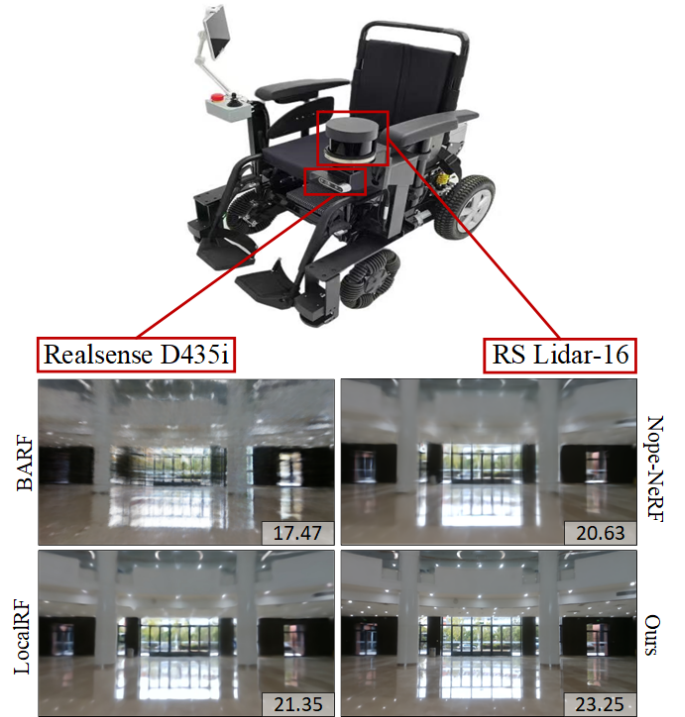 Realsense D435i
RS Lidar-16
BARF
17.47
Nope-NeRF
20.63
LocalRF
21.35
Ours
23.25